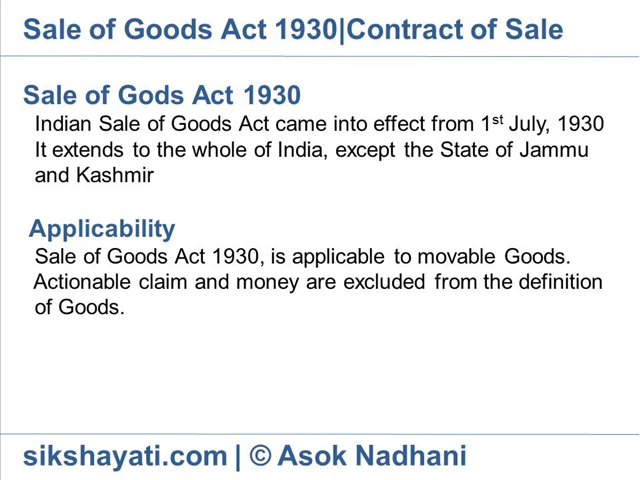 Sale of Goods Act 1930|Contract of Sale
Sale of Gods Act 1930
Indian Sale of Goods Act came into effect from 1st July, 1930
It extends to the whole of India, except the State of Jammu
and Kashmir
Applicability
Sale of Goods Act 1930, is applicable to movable Goods.
Actionable claim and money are excluded from the definition
of Goods.
sikshayati.com | © Asok Nadhani